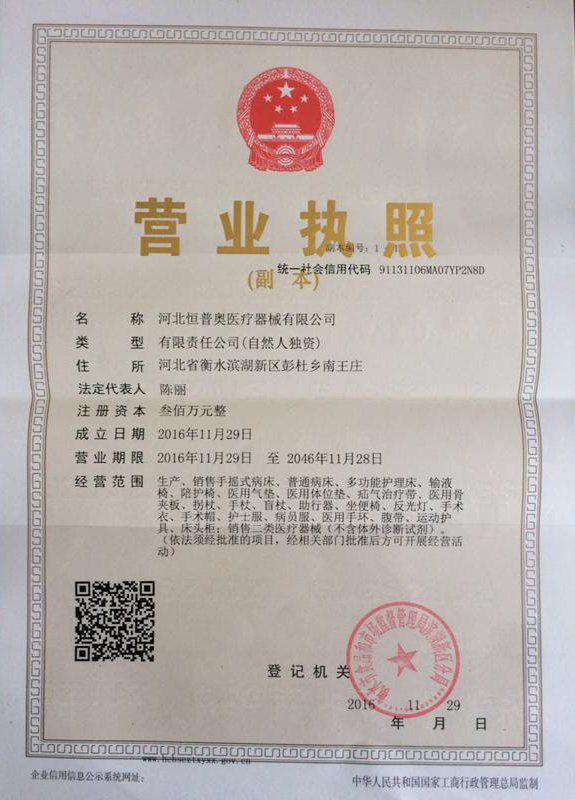 营业执照
副本编号：1 - 1
统一社会信用代码 91131106MA07YP2N8D
(副 本)
名 称 河北恒普奥医疗器械有限公司
类 型 有限责任公司(自然人独资)
住 所 河北省衡水滨湖新区彭杜乡南王庄
法定代表人 陈丽
注册资本 叁佰万元整
成立日期 2016年11月29日
营业期限 2016年11月29日 至 2046年11月28日
经营范围 生产、销售手摇式病床、普通病床、多功能护理床、输液
椅、陪护椅、医用气垫、医用体位垫、疝气治疗带、医用骨
夹板、拐杖、手杖、盲杖、助行器、坐便椅、反光灯、手术
衣、手术帽、护士服、病员服、医用手环、腹带、运动护
具、床头柜；销售二类医疗器械（不含体外诊断试剂）。
（依法须经批准的项目，经相关部门批准后方可开展经营活
动）
登记机关
2016 11 29
年 月 日
www.hebscztxyxx.gov.cn
企业信用信息公示系统网址：
中华人民共和国国家工商行政管理总局监制